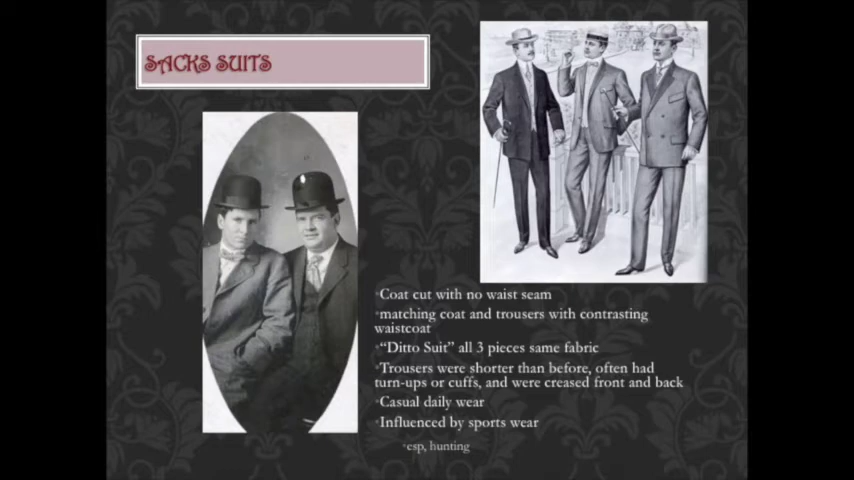 SACKS SUITS
Coat cut with no waist seam
matching coat and trousers with contrasting
waistcoat
“Ditto Suit” all 3 pieces same fabric
Trousers were shorter than before, often had
turn-ups or cuffs, and were creased front and back
Casual daily wear
Influenced by sports wear
esp, hunting